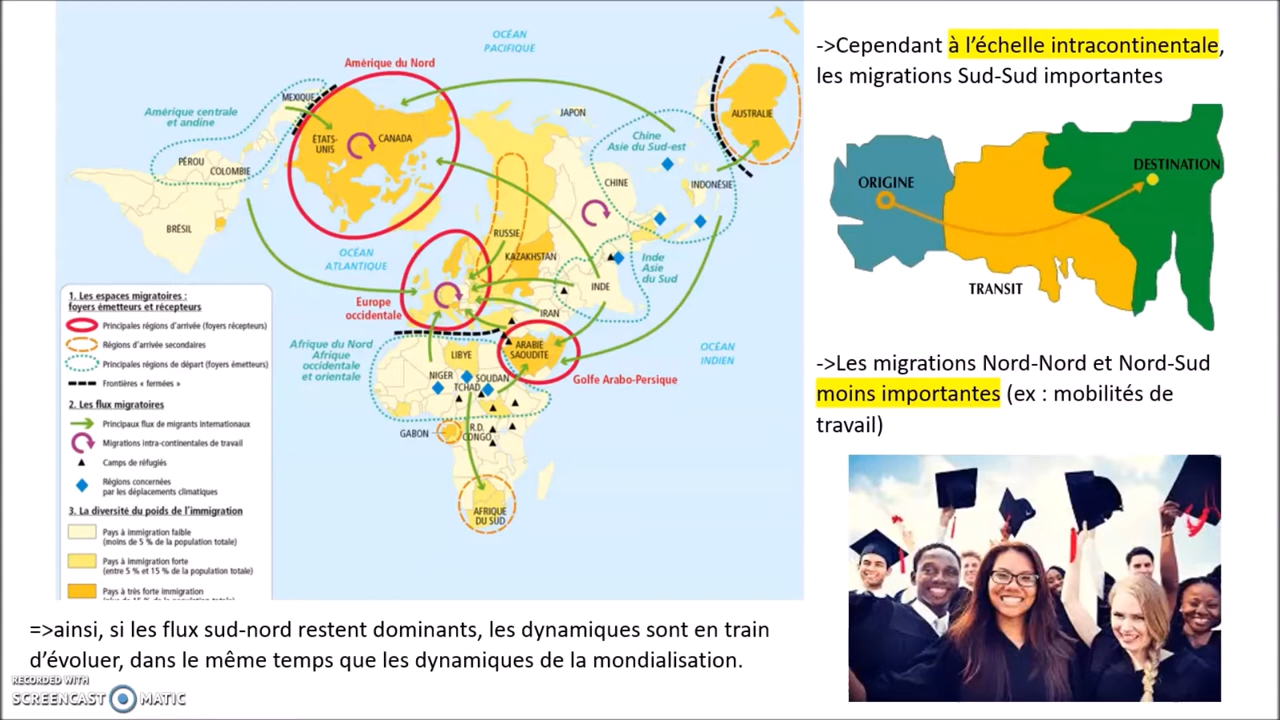 OCÉAN
PACIFIQUE
Amérique du Nord
MEXIQUE
Amérique centrale
et andine
ÉTATS-
UNIS
CANADA
JAPON
AUSTRALIE
Chine
Asie du Sud-est
PÉROU
COLOMBIE
CHINE
INDONÉSIE
BRÉSIL
RUSSIE
OCÉAN
ATLANTIQUE
KAZAKHSTAN
Inde
Asie
du Sud
INDE
Europe
occidentale
IRAN
Afrique du Nord
Afrique
occidentale
et orientale
LIBYE
ARABIE
SAOUDITE
OCÉAN
INDIEN
NIGER
TCHAD
SOUDAN
Golfe Arabo-Persique
GABON
R.D.
CONGO
AFRIQUE
DU SUD
1. Les espaces migratoires :
foyers émetteurs et récepteurs
Principales régions d'arrivée (foyers récepteurs)
Régions d'arrivée secondaires
Principales régions de départ (foyers émetteurs)
Frontières « fermées »
2. Les flux migratoires
Principaux flux de migrants internationaux
Migrations intra-continentales de travail
Camps de réfugiés
Régions concernées
par les déplacements climatiques
3. La diversité du poids de l'immigration
Pays à immigration faible
(moins de 5 % de la population totale)
Pays à immigration forte
(entre 5 % et 15 % de la population totale)
Pays à très forte immigration
->Cependant à l'échelle intracontinentale,
les migrations Sud-Sud importantes
ORIGINE
DESTINATION
TRANSIT
->Les migrations Nord-Nord et Nord-Sud
moins importantes (ex : mobilités de
travail)
=>ainsi, si les flux sud-nord restent dominants, les dynamiques sont en train
d'évoluer, dans le même temps que les dynamiques de la mondialisation.
RECORDED WITH
SCREENCAST MATIC